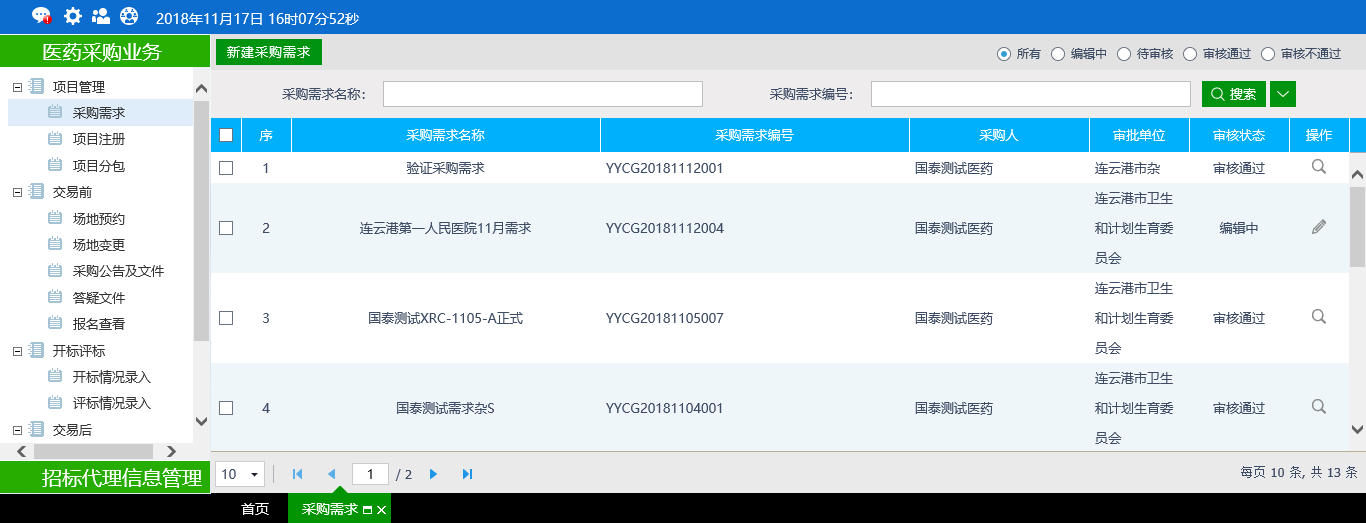 2018年11月17日 16时07分52秒
医药采购业务
项目管理
采购需求
项目注册
项目分包
交易前
场地预约
场地变更
采购公告及文件
答疑文件
报名查看
开标评标
开标情况录入
评标情况录入
交易后
招标代理信息管理
新建采购需求
所有 编辑中 待审核 审核通过 审核不通过
采购需求名称: 采购需求编号: 搜索
序 采购需求名称 采购需求编号 采购人 审批单位 审核状态 操作
1 验证采购需求 YYCG20181112001 国泰测试医药 连云港市杂 审核通过
连云港市卫生
2 连云港第一人民医院11月需求 YYCG20181112004 国泰测试医药 和计划生育委 编辑中
员会
连云港市卫生
3 国泰测试XRC-1105-A正式 YYCG20181105007 国泰测试医药 和计划生育委 审核通过
员会
连云港市卫生
4 国泰测试需求杂S YYCG20181104001 国泰测试医药 和计划生育委 审核通过
员会
10 1 / 2 每页 10 条, 共 13 条
首页 采购需求